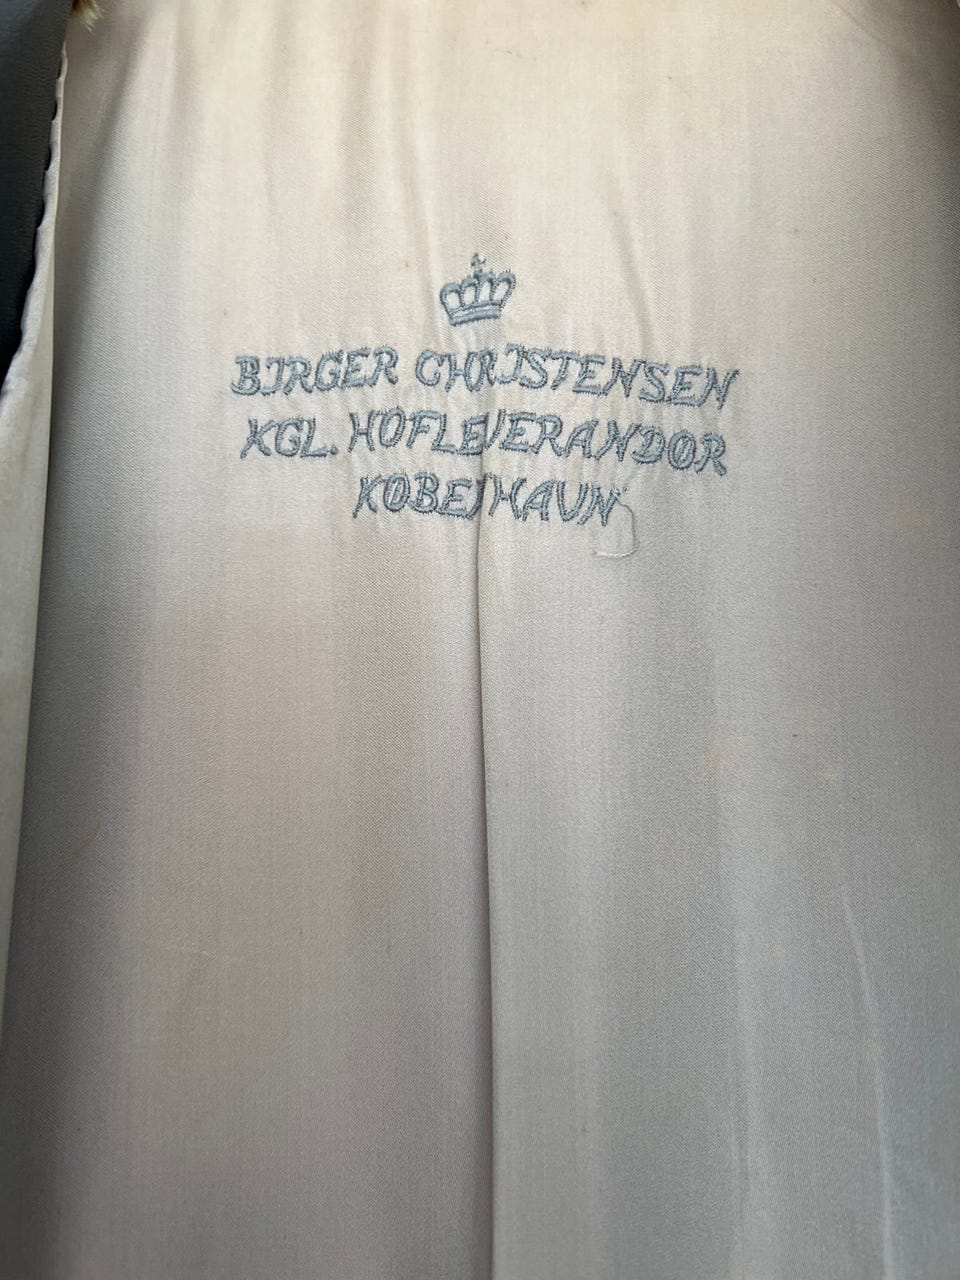 BIRGER CHRISTENSEN
KGL. HOFLEVERANDØR
KØBENHAVN